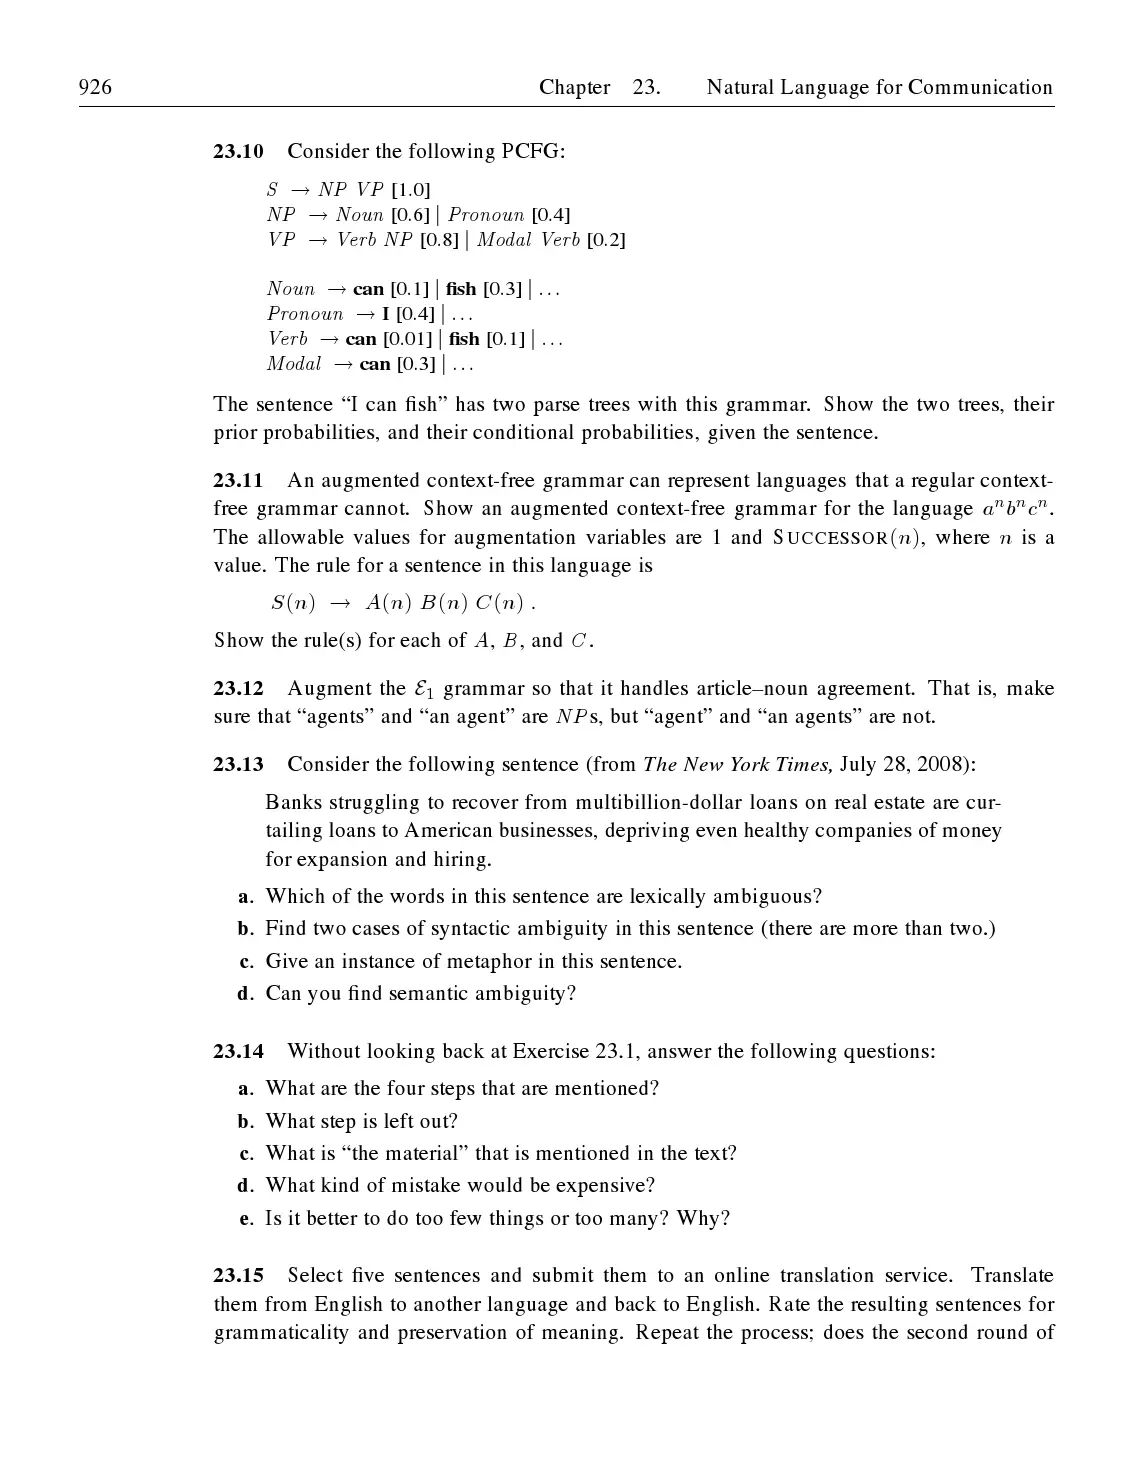 926 Chapter 23. Natural Language for Communication
23.10 Consider the following PCFG:
S → NP VP [1.0]
NP → Noun [0.6] | Pronoun [0.4]
VP → Verb NP [0.8] | Modal Verb [0.2]
Noun → can [0.1] | fish [0.3] | . . .
Pronoun → I [0.4] | . . .
Verb → can [0.01] | fish [0.1] | . . .
Modal → can [0.3] | . . .
The sentence “I can fish” has two parse trees with this grammar. Show the two trees, their
prior probabilities, and their conditional probabilities, given the sentence.
23.11 An augmented context-free grammar can represent languages that a regular context-
free grammar cannot. Show an augmented context-free grammar for the language aⁿbⁿcⁿ.
The allowable values for augmentation variables are 1 and SUCCESSOR(n), where n is a
value. The rule for a sentence in this language is
S(n) → A(n) B(n) C(n) .
Show the rule(s) for each of A, B, and C.
23.12 Augment the ℰ₁ grammar so that it handles article–noun agreement. That is, make
sure that “agents” and “an agent” are NPs, but “agent” and “an agents” are not.
23.13 Consider the following sentence (from The New York Times, July 28, 2008):
Banks struggling to recover from multibillion-dollar loans on real estate are cur-
tailing loans to American businesses, depriving even healthy companies of money
for expansion and hiring.
a. Which of the words in this sentence are lexically ambiguous?
b. Find two cases of syntactic ambiguity in this sentence (there are more than two.)
c. Give an instance of metaphor in this sentence.
d. Can you find semantic ambiguity?
23.14 Without looking back at Exercise 23.1, answer the following questions:
a. What are the four steps that are mentioned?
b. What step is left out?
c. What is “the material” that is mentioned in the text?
d. What kind of mistake would be expensive?
e. Is it better to do too few things or too many? Why?
23.15 Select five sentences and submit them to an online translation service. Translate
them from English to another language and back to English. Rate the resulting sentences for
grammaticality and preservation of meaning. Repeat the process; does the second round of